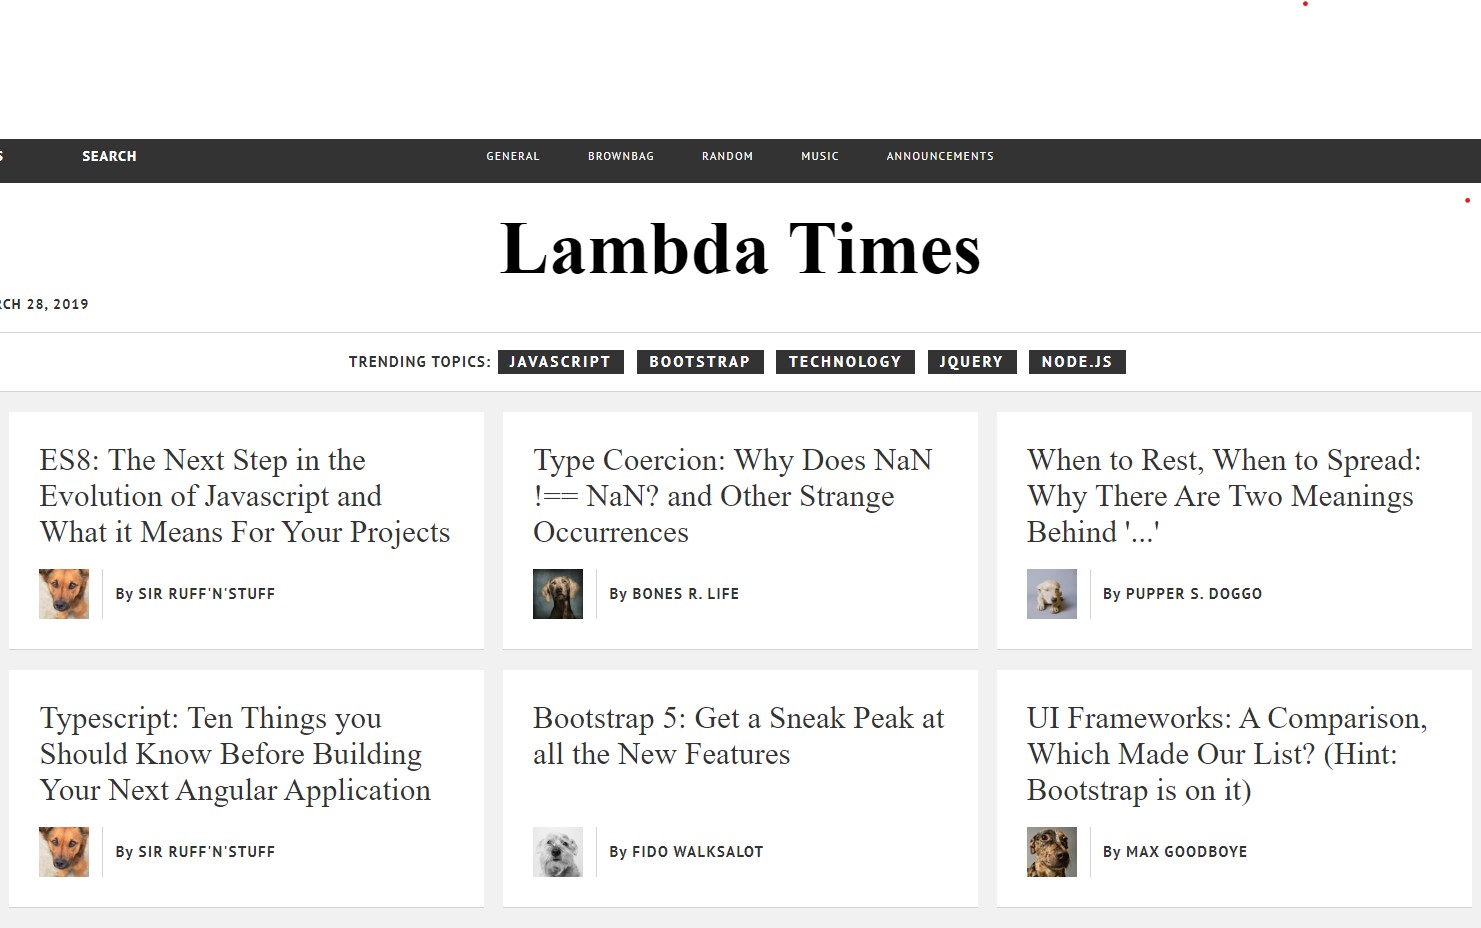 S SEARCH GENERAL BROWNBAG RANDOM MUSIC ANNOUNCEMENTS
Lambda Times
RCH 28, 2019
TRENDING TOPICS: JAVASCRIPT BOOTSTRAP TECHNOLOGY JQUERY NODE.JS
ES8: The Next Step in the
Evolution of Javascript and
What it Means For Your Projects
By SIR RUFF'N'STUFF
Type Coercion: Why Does NaN
!== NaN? and Other Strange
Occurrences
By BONES R. LIFE
When to Rest, When to Spread:
Why There Are Two Meanings
Behind '...'
By PUPPER S. DOGGO
Typescript: Ten Things you
Should Know Before Building
Your Next Angular Application
By SIR RUFF'N'STUFF
Bootstrap 5: Get a Sneak Peak at
all the New Features
By FIDO WALKSALOT
UI Frameworks: A Comparison,
Which Made Our List? (Hint:
Bootstrap is on it)
By MAX GOODBOYE